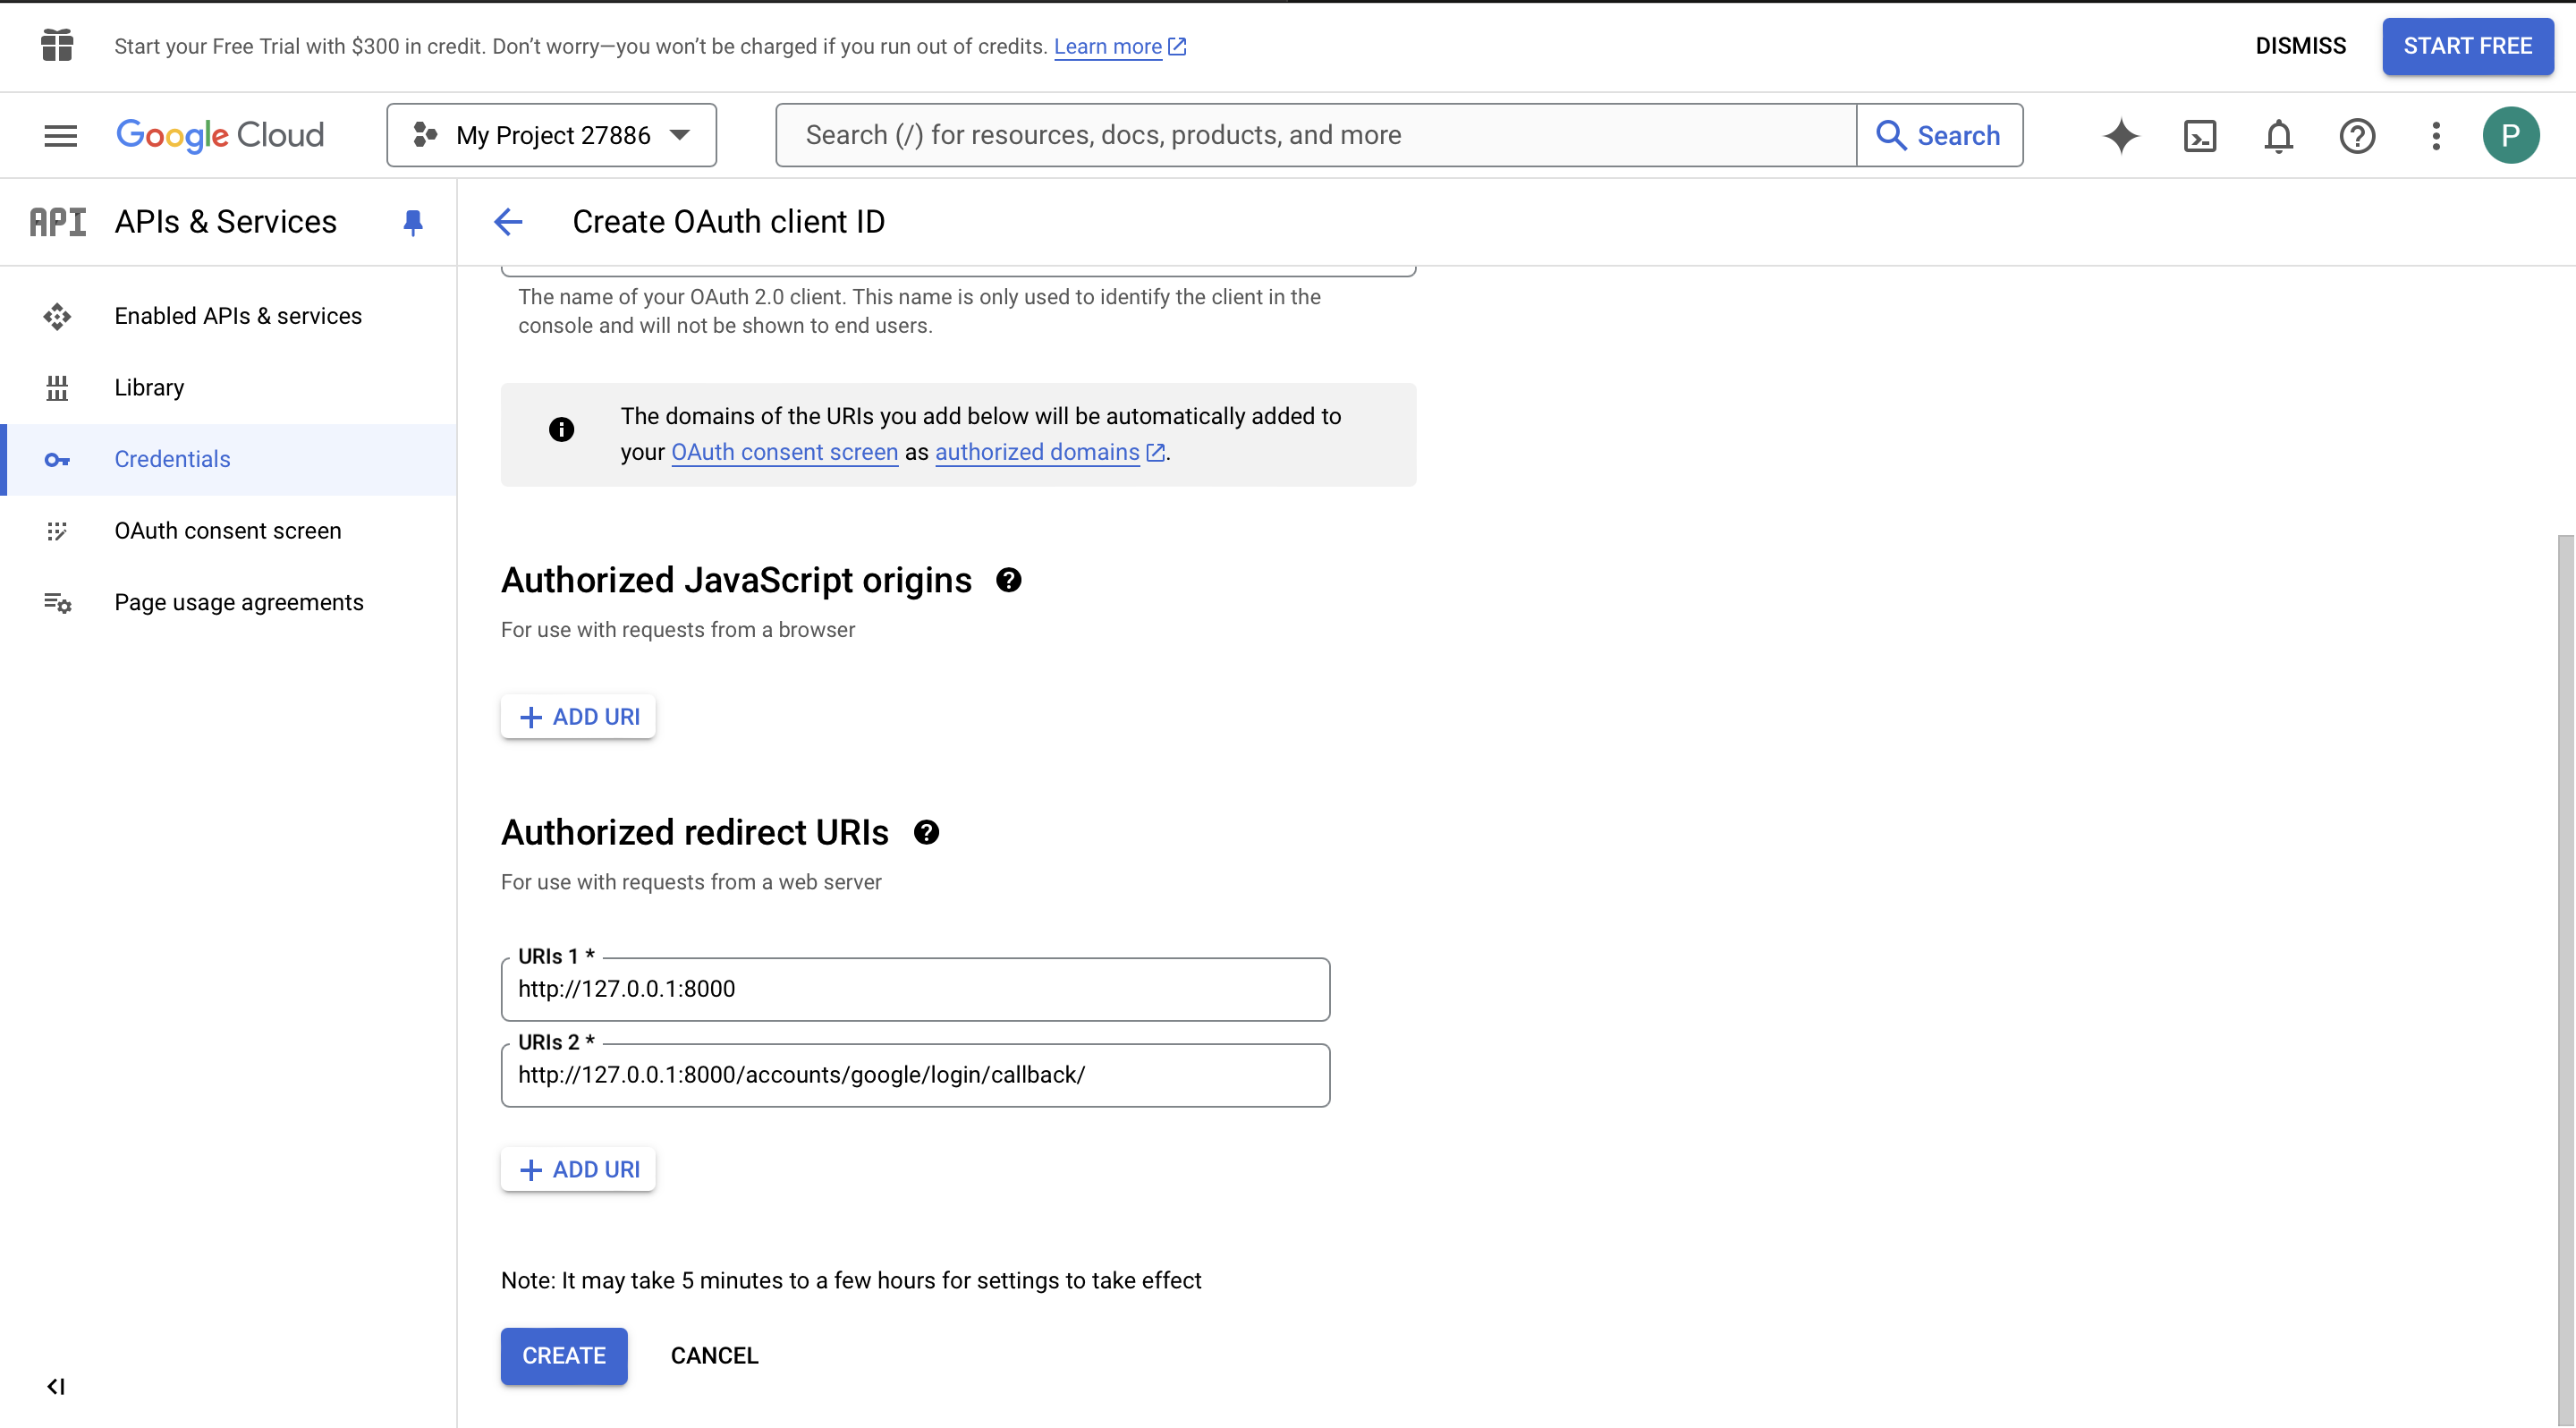 Start your Free Trial with $300 in credit. Don’t worry—you won’t be charged if you run out of credits. Learn more
DISMISS
START FREE
Google Cloud
My Project 27886
Search (/) for resources, docs, products, and more
Search
P
API
APIs & Services
Create OAuth client ID
Enabled APIs & services
Library
Credentials
OAuth consent screen
Page usage agreements
The name of your OAuth 2.0 client. This name is only used to identify the client in the
console and will not be shown to end users.
The domains of the URIs you add below will be automatically added to
your OAuth consent screen as authorized domains.
Authorized JavaScript origins
For use with requests from a browser
ADD URI
Authorized redirect URIs
For use with requests from a web server
URIs 1 *
http://127.0.0.1:8000
URIs 2 *
http://127.0.0.1:8000/accounts/google/login/callback/
ADD URI
Note: It may take 5 minutes to a few hours for settings to take effect
CREATE
CANCEL